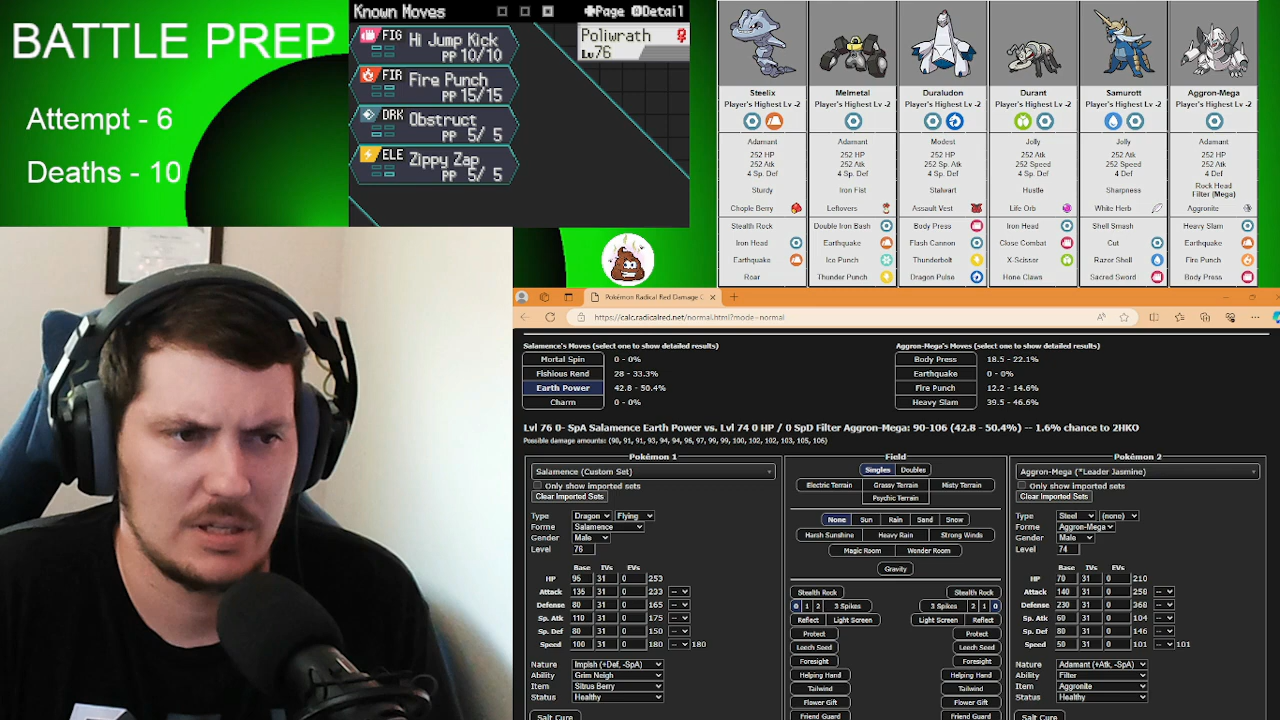 BATTLE PREP
Attempt - 6
Deaths - 10
Known Moves
Page Detail
FIG Hi Jump Kick
PP 10/10
FIR Fire Punch
PP 15/15
DRK Obstruct
PP 5/ 5
ELE Zippy Zap
PP 5/ 5
Poliwrath
Lv76
Steelix Melmetal Duraludon Durant Samurott Aggron-Mega
Player's Highest Lv -2 Player's Highest Lv -2 Player's Highest Lv -2 Player's Highest Lv -2 Player's Highest Lv -2 Player's Highest Lv -2
Adamant Adamant Modest Jolly Jolly Adamant
252 HP 252 HP 252 HP 252 Atk 252 Atk 252 HP
252 Atk 252 Atk 252 Sp. Atk 252 Speed 252 Speed 252 Atk
4 Sp. Def 4 Sp. Def 4 Sp. Def 4 Sp. Def 4 Sp. Def 4 Sp. Def
Sturdy Iron Fist Stalwart Hustle Sharpness Rock Head
Filter (Mega)
Chople Berry Leftovers Assault Vest Life Orb White Herb Aggronite
Stealth Rock Double Iron Bash Body Press Iron Head Shell Smash Heavy Slam
Iron Head Earthquake Flash Cannon Close Combat Cut Earthquake
Earthquake Ice Punch Thunderbolt X-Scissor Razor Shell Fire Punch
Roar Thunder Punch Dragon Pulse Hone Claws Sacred Sword Body Press
Pokémon Radical Red Damage C
https://calc.radicalred.net/normal.html?mode=normal
Salamence's Moves (select one to show detailed results)
Mortal Spin 0 - 0%
Fishious Rend 28 - 33.3%
Earth Power 42.8 - 50.4%
Charm 0 - 0%
Aggron-Mega's Moves (select one to show detailed results)
Body Press 18.5 - 22.1%
Earthquake 0 - 0%
Fire Punch 12.2 - 14.6%
Heavy Slam 39.5 - 46.6%
Lvl 76 0- SpA Salamence Earth Power vs. Lvl 74 0 HP / 0 SpD Filter Aggron-Mega: 90-106 (42.8 - 50.4%) -- 1.6% chance to 2HKO
Possible damage amounts: (90, 91, 91, 93, 94, 94, 96, 97, 99, 99, 100, 102, 102, 103, 105, 106)
Pokémon 1
Salamence (Custom Set)
Only show imported sets
Clear Imported Sets
Type Dragon Flying
Forme Salamence
Gender Male
Level 76
Base IVs EVs
HP 95 31 0 253
Attack 135 31 0 233 --
Defense 80 31 0 165 --
Sp. Atk 110 31 0 175 --
Sp. Def 80 31 0 150 --
Speed 100 31 0 180 -- 180
Nature Impish (+Def, -SpA)
Ability Grim Neigh
Item Sitrus Berry
Status Healthy
Salt Cure
Field
Singles Doubles
Electric Terrain Grassy Terrain Misty Terrain
Psychic Terrain
None Sun Rain Sand Snow
Harsh Sunshine Heavy Rain Strong Winds
Magic Room Wonder Room
Gravity
Stealth Rock Stealth Rock
0 1 2 3 Spikes 3 Spikes 2 1 0
Reflect Light Screen Light Screen Reflect
Protect Protect
Leech Seed Leech Seed
Foresight Foresight
Helping Hand Helping Hand
Tailwind Tailwind
Flower Gift Flower Gift
Friend Guard Friend Guard
Pokémon 2
Aggron-Mega (*Leader Jasmine)
Only show imported sets
Clear Imported Sets
Type Steel (none)
Forme Aggron-Mega
Gender Male
Level 74
Base IVs EVs
HP 70 31 0 210
Attack 140 31 0 258 --
Defense 230 31 0 368 --
Sp. Atk 60 31 0 104 --
Sp. Def 80 31 0 146 --
Speed 50 31 0 101 -- 101
Nature Adamant (+Atk, -SpA)
Ability Filter
Item Aggronite
Status Healthy
Salt Cure